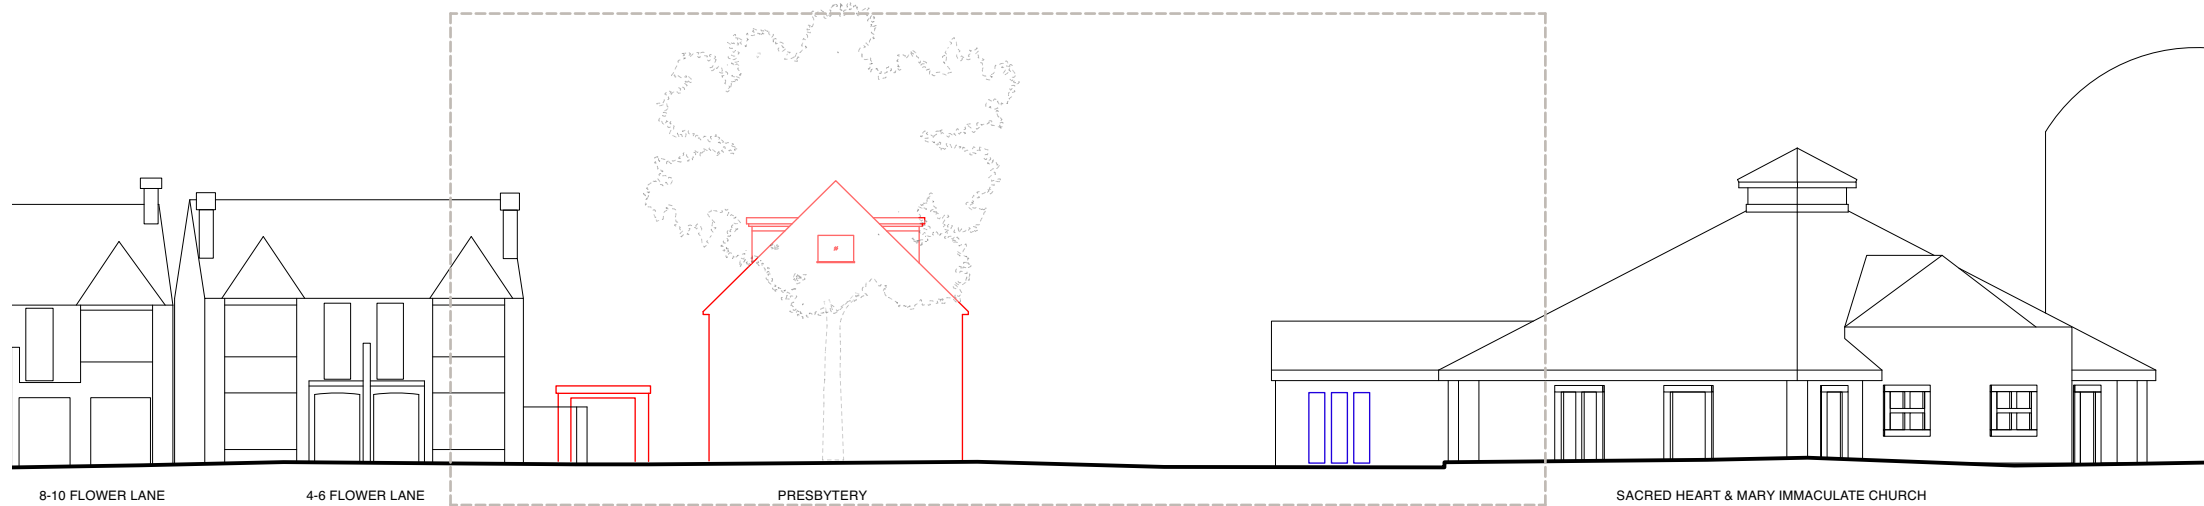 8-10 FLOWER LANE
4-6 FLOWER LANE
PRESBYTERY
SACRED HEART & MARY IMMACULATE CHURCH